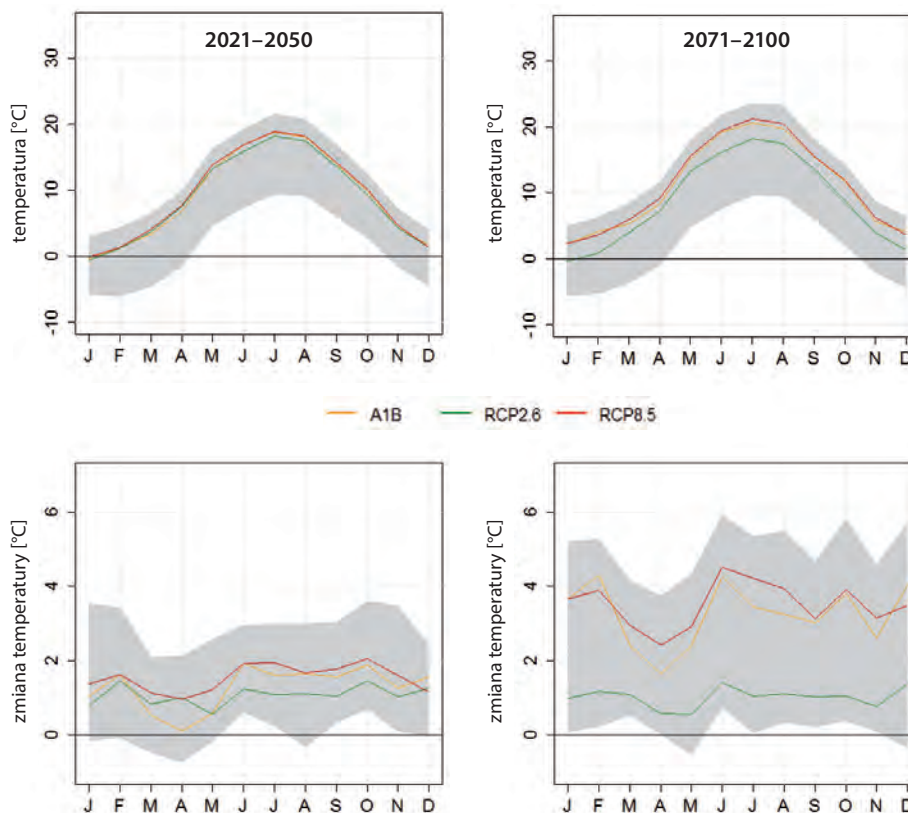 2021–2050
temperatura [°C]
30
20
10
0
-10
J F M A M J J A S O N D
2071–2100
temperatura [°C]
30
20
10
0
-10
J F M A M J J A S O N D
A1B RCP2.6 RCP8.5
zmiana temperatury [°C]
6
4
2
0
J F M A M J J A S O N D
zmiana temperatury [°C]
6
4
2
0
J F M A M J J A S O N D